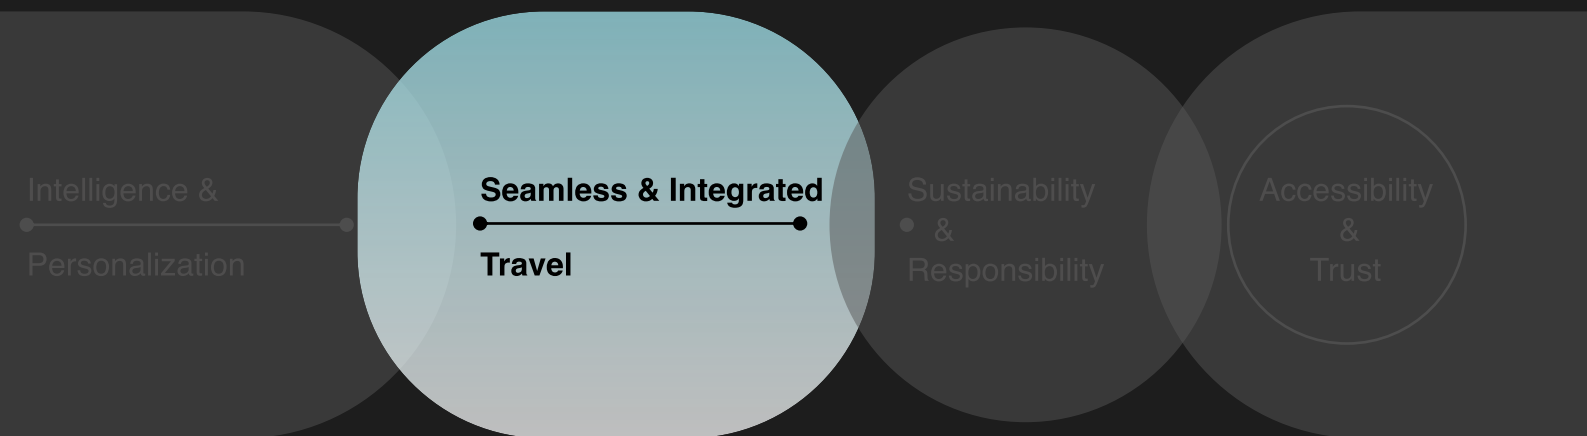 Intelligence &
Personalization
Seamless & Integrated
Travel
Sustainability
&
Responsibility
Accessibility
&
Trust